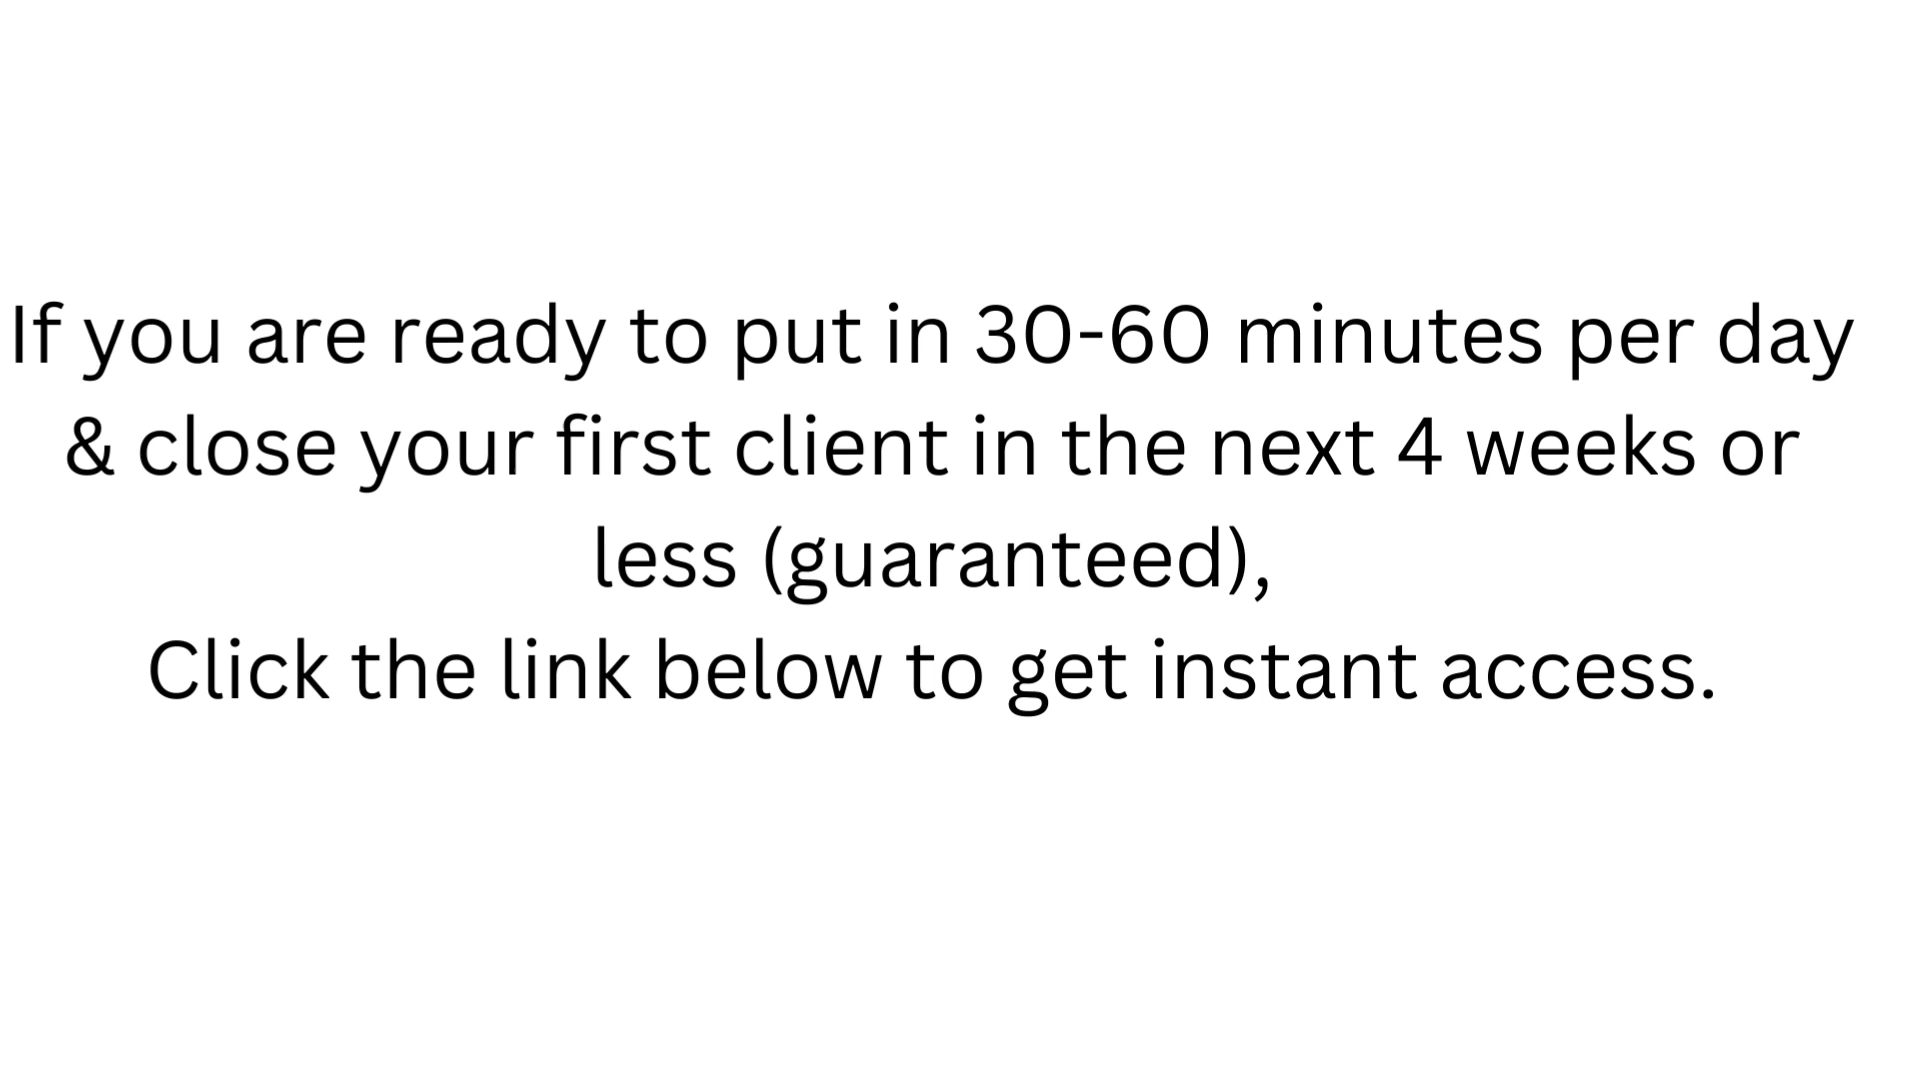 If you are ready to put in 30-60 minutes per day
& close your first client in the next 4 weeks or
less (guaranteed),
Click the link below to get instant access.